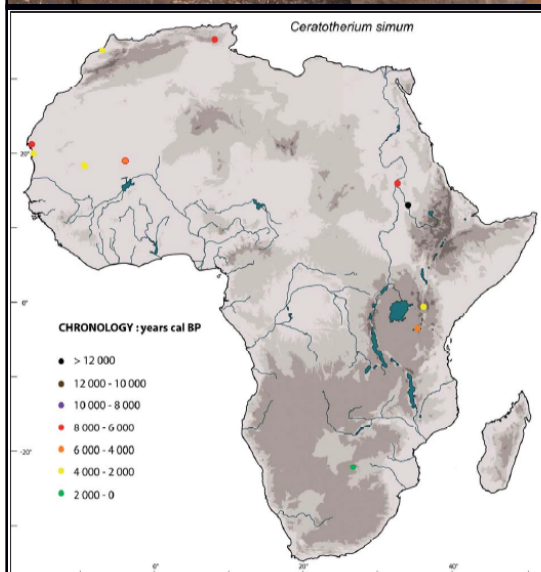 Ceratotherium simum
20°
0°
CHRONOLOGY : years cal BP
> 12 000
12 000 - 10 000
10 000 - 8 000
8 000 - 6 000
6 000 - 4 000
4 000 - 2 000
2 000 - 0
-20°
0°
20°
40°